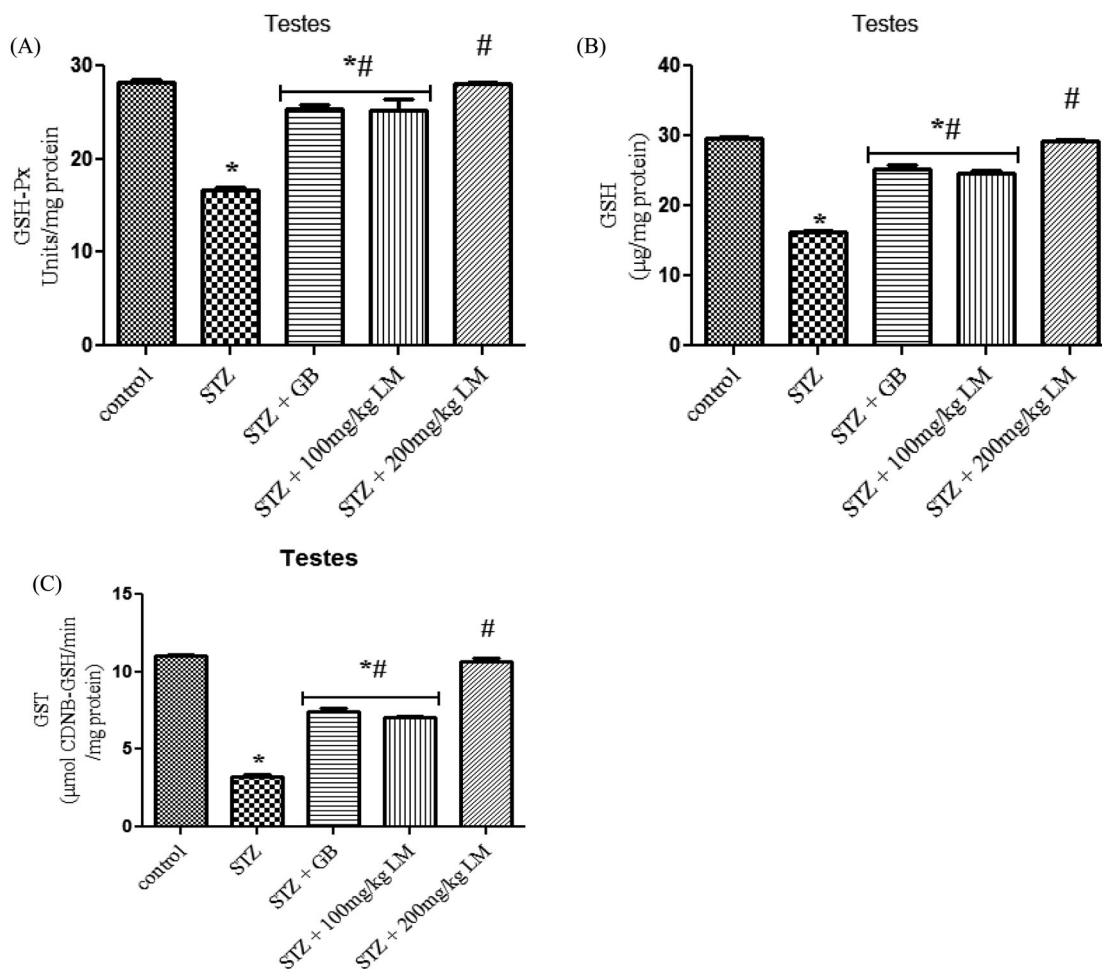 Testes
(A)
#
*#
*
30
20
10
0
GSH-Px
Units/mg protein
control
STZ
STZ + GB
STZ + 100mg/kg LM
STZ + 200mg/kg LM
Testes
(B)
#
*#
*
40
30
20
10
0
GSH
(µg/mg protein)
control
STZ
STZ + GB
STZ + 100mg/kg LM
STZ + 200mg/kg LM
Testes
(C)
#
*#
*
15
10
5
0
GST
(µmol CDNB-GSH/min
/mg protein)
control
STZ
STZ + GB
STZ + 100mg/kg LM
STZ + 200mg/kg LM